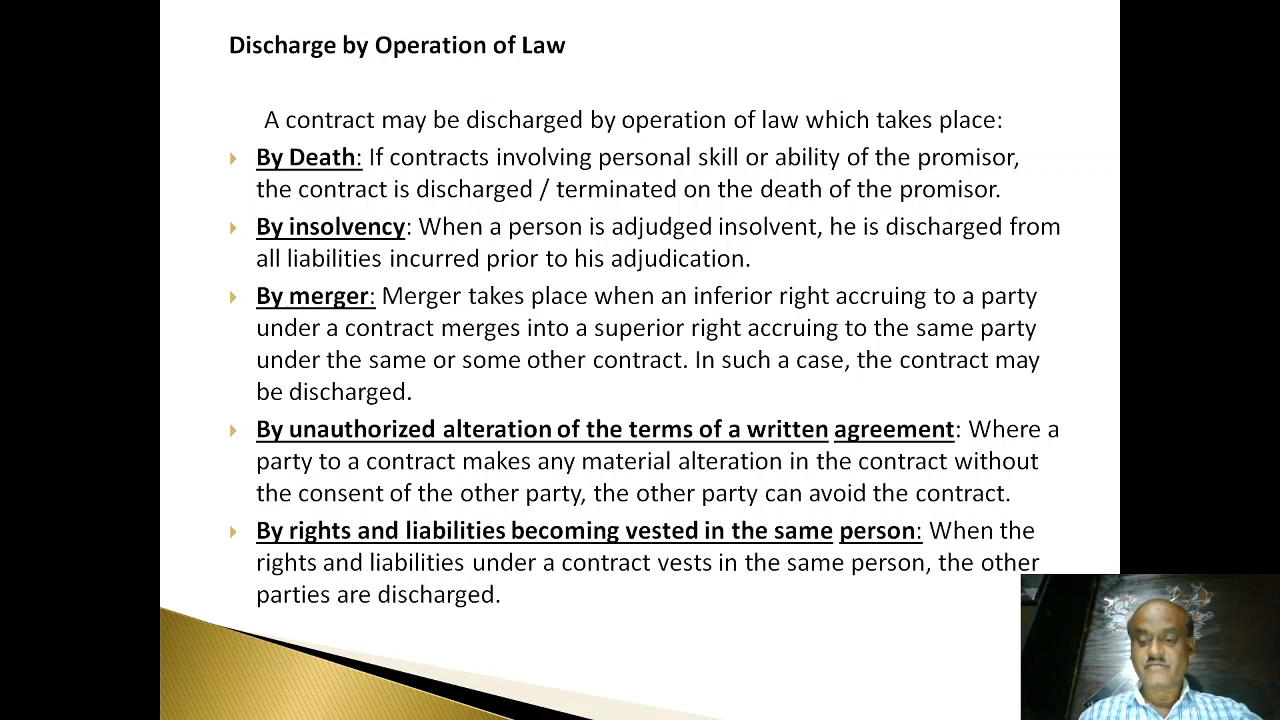 Discharge by Operation of Law
A contract may be discharged by operation of law which takes place:
By Death: If contracts involving personal skill or ability of the promisor,
the contract is discharged / terminated on the death of the promisor.
By insolvency: When a person is adjudged insolvent, he is discharged from
all liabilities incurred prior to his adjudication.
By merger: Merger takes place when an inferior right accruing to a party
under a contract merges into a superior right accruing to the same party
under the same or some other contract. In such a case, the contract may
be discharged.
By unauthorized alteration of the terms of a written agreement: Where a
party to a contract makes any material alteration in the contract without
the consent of the other party, the other party can avoid the contract.
By rights and liabilities becoming vested in the same person: When the
rights and liabilities under a contract vests in the same person, the other
parties are discharged.